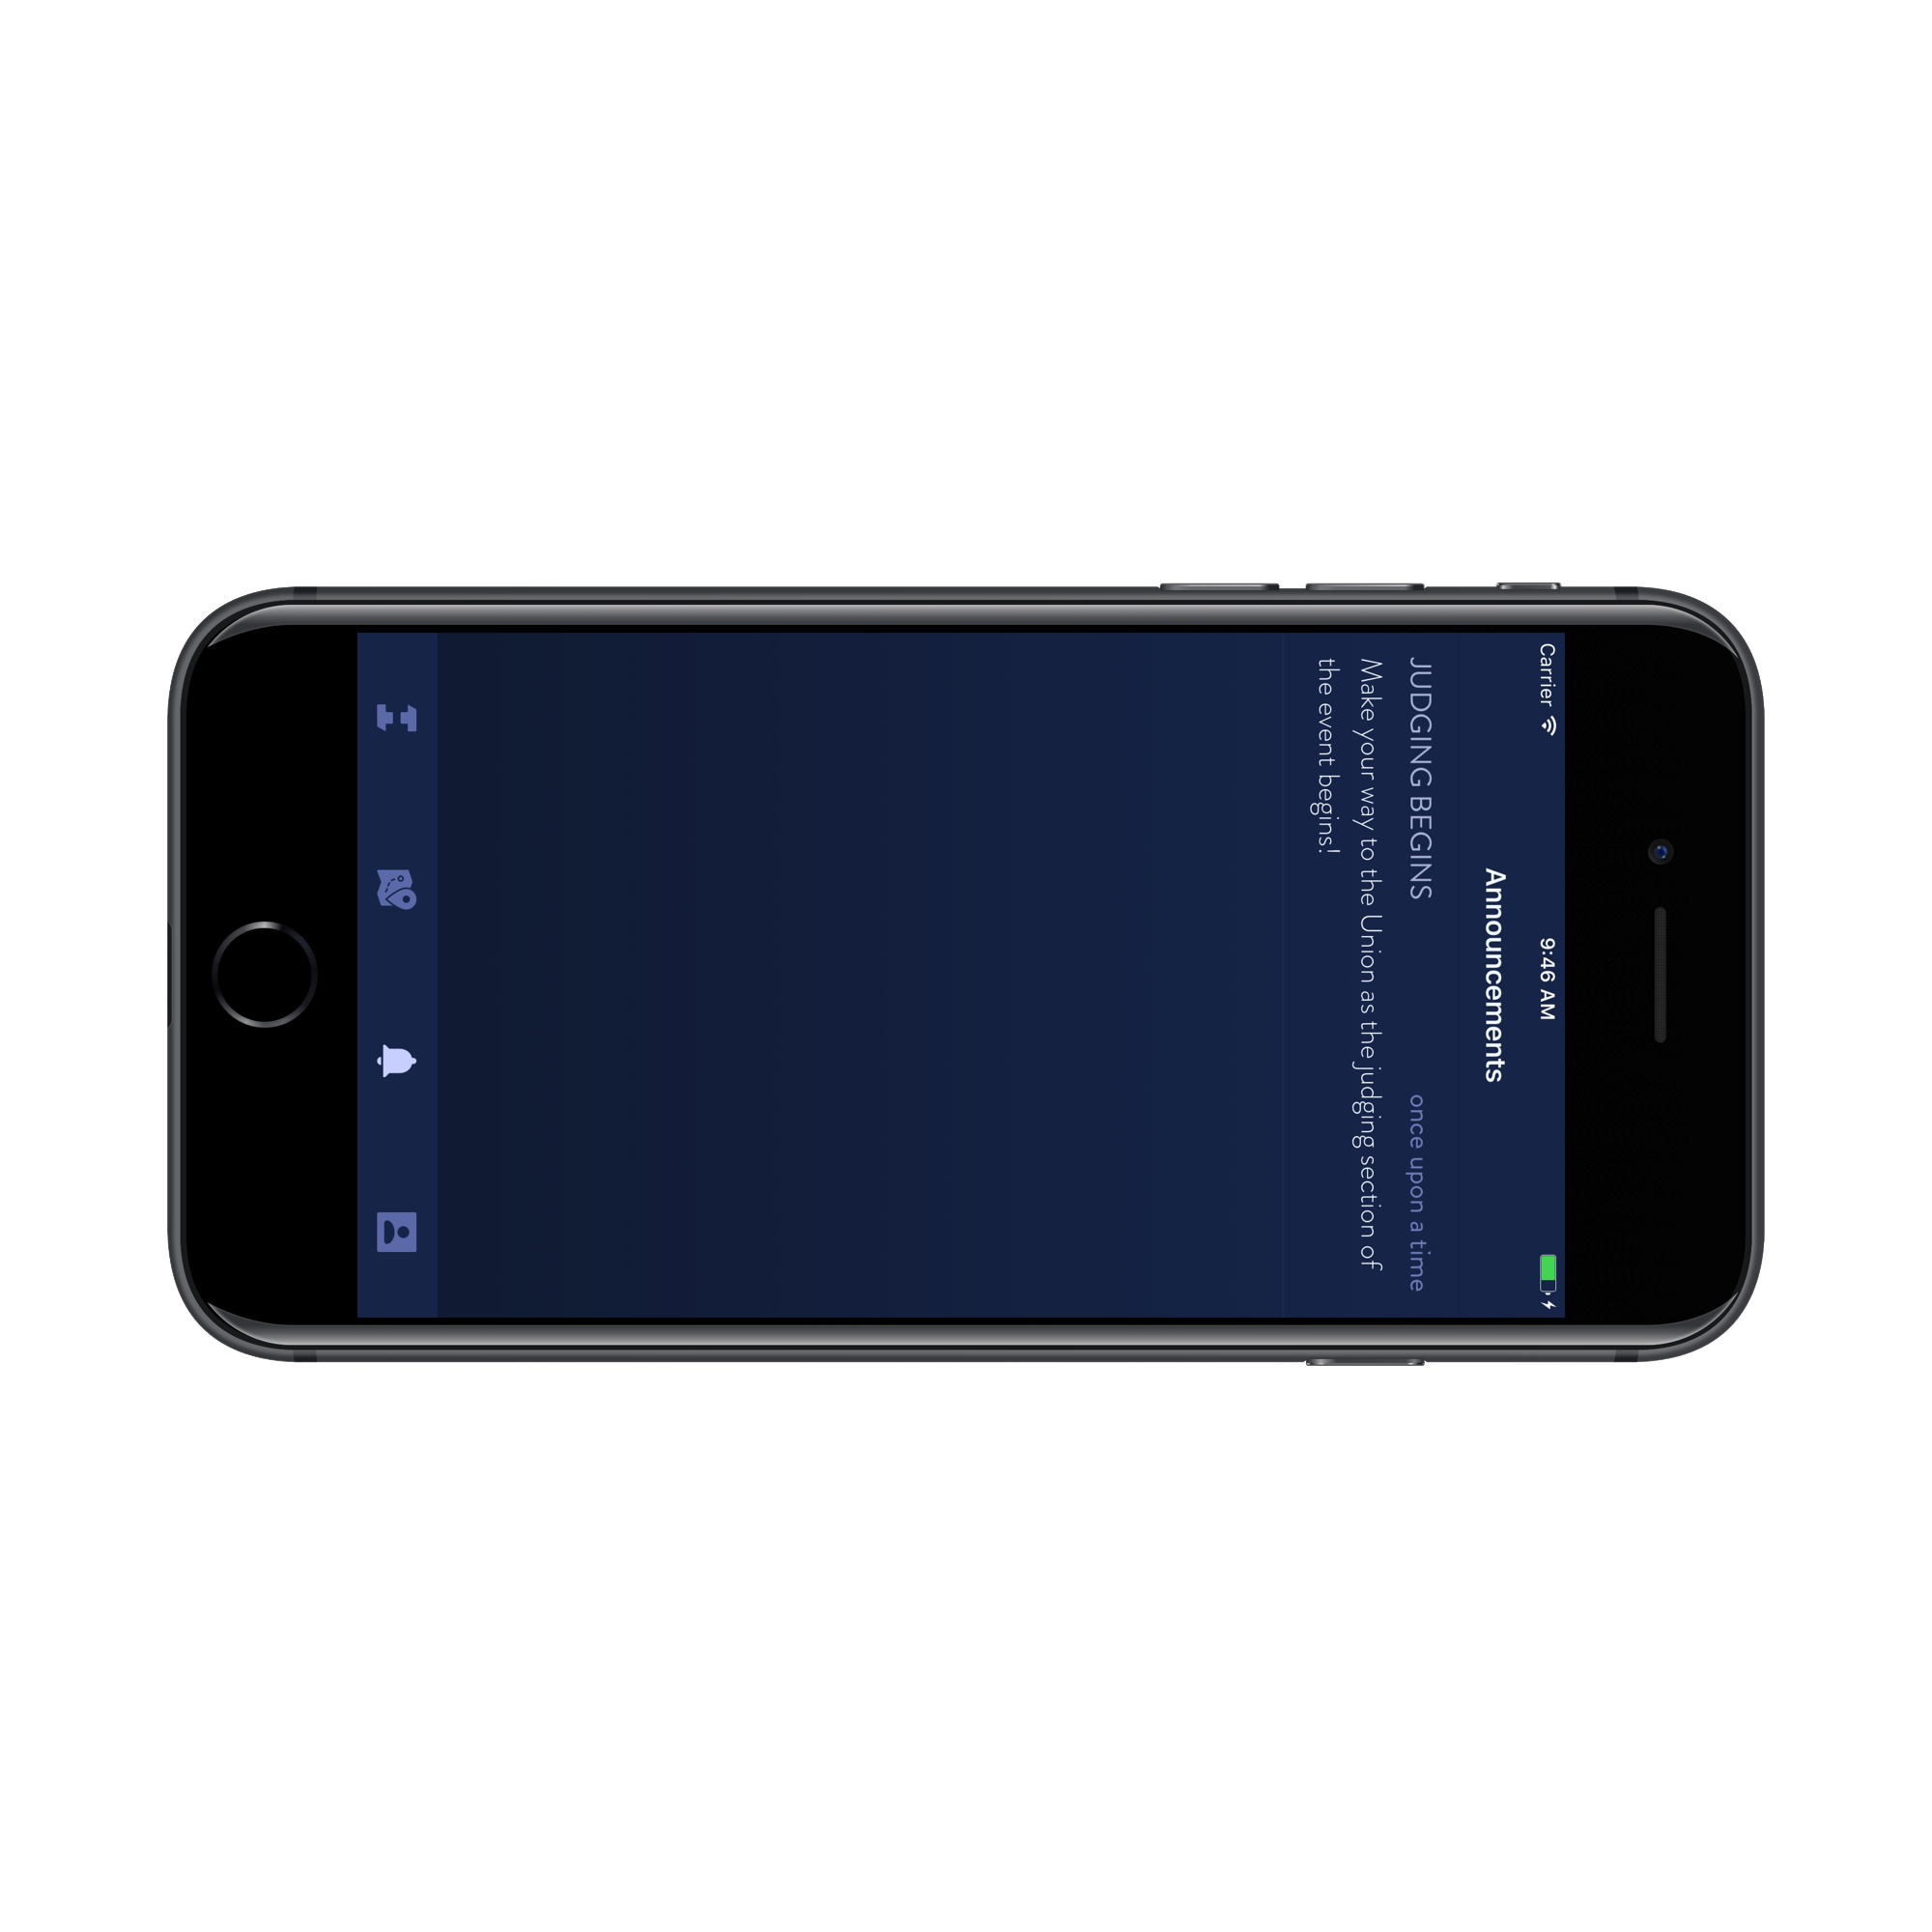 Carrier 9:46 AM
Announcements
JUDGING BEGINS once upon a time
Make your way to the Union as the judging section of
the event begins!